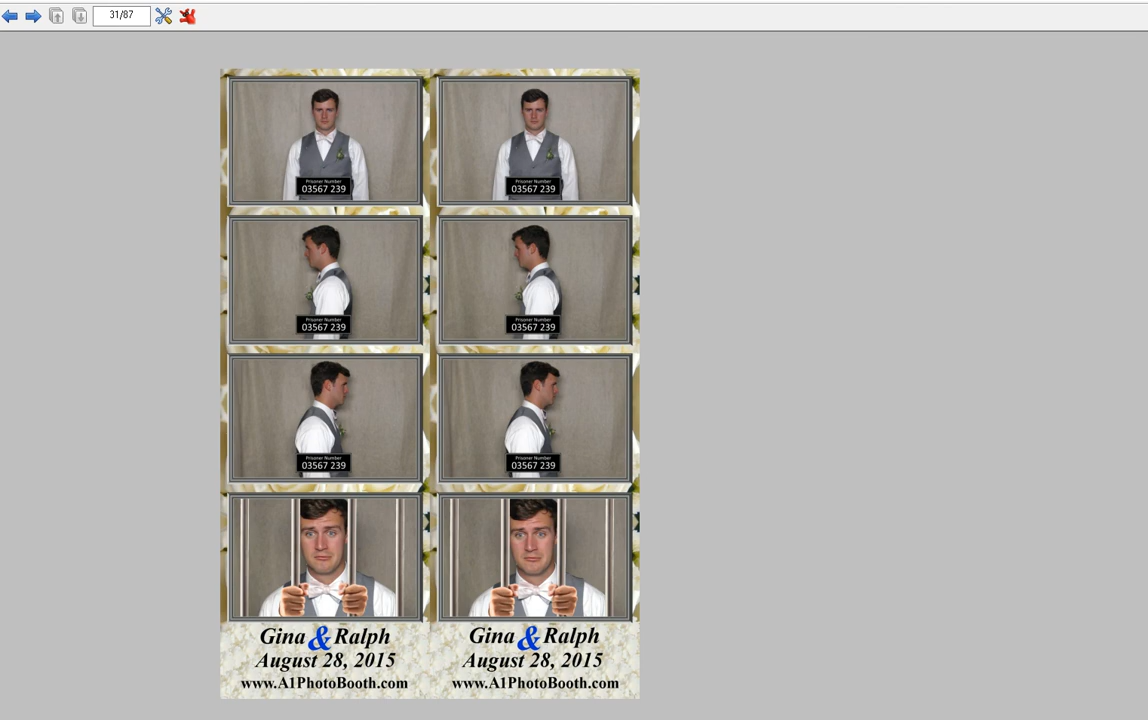 31/87
Prisoner Number
03567 239
Prisoner Number
03567 239
Prisoner Number
03567 239
Prisoner Number
03567 239
Prisoner Number
03567 239
Prisoner Number
03567 239
Gina & Ralph
August 28, 2015
www.A1PhotoBooth.com
Gina & Ralph
August 28, 2015
www.A1PhotoBooth.com